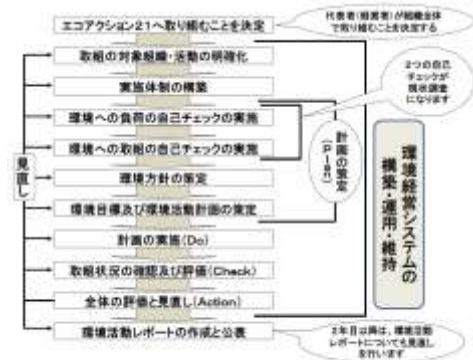 エコアクション21へ取り組むことを決定
代表者(経営者)が組織全体
で取り組むことを決定する
取組の対象組織・活動の明確化
実施体制の構築
2つの自己
チェックが
現状調査
になります
環境への負荷の自己チェックの実施
環境への取組の自己チェックの実施
計画の策定
(Plan)
環境経営システムの
構築・運用・維持
見直し
環境方針の策定
環境目標及び環境活動計画の策定
計画の実施(Do)
取組状況の確認及び評価(Check)
全体の評価と見直し(Action)
環境活動レポートの作成と公表
2年目以降は、環境活動
レポートについても見直し
を行います